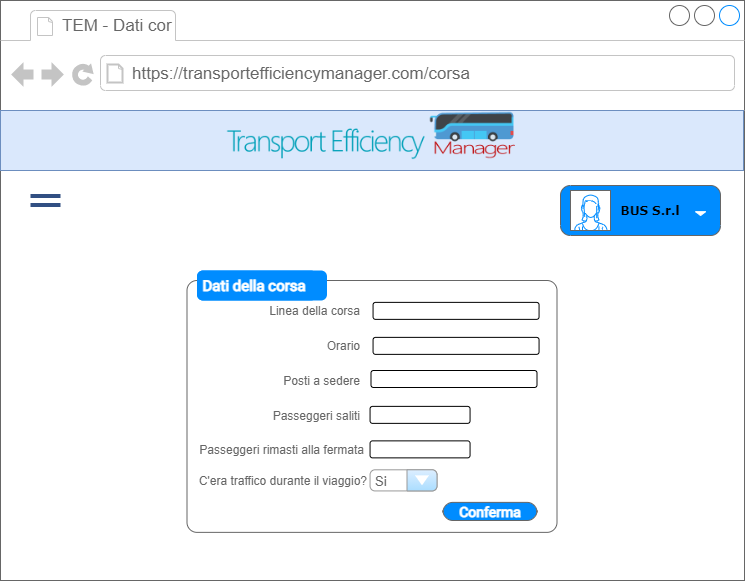 TEM - Dati cor
https://transportefficiencymanager.com/corsa
Transport Efficiency
Manager
BUS S.r.l
Dati della corsa
Linea della corsa
Orario
Posti a sedere
Passeggeri saliti
Passeggeri rimasti alla fermata
C'era traffico durante il viaggio? Si
Conferma